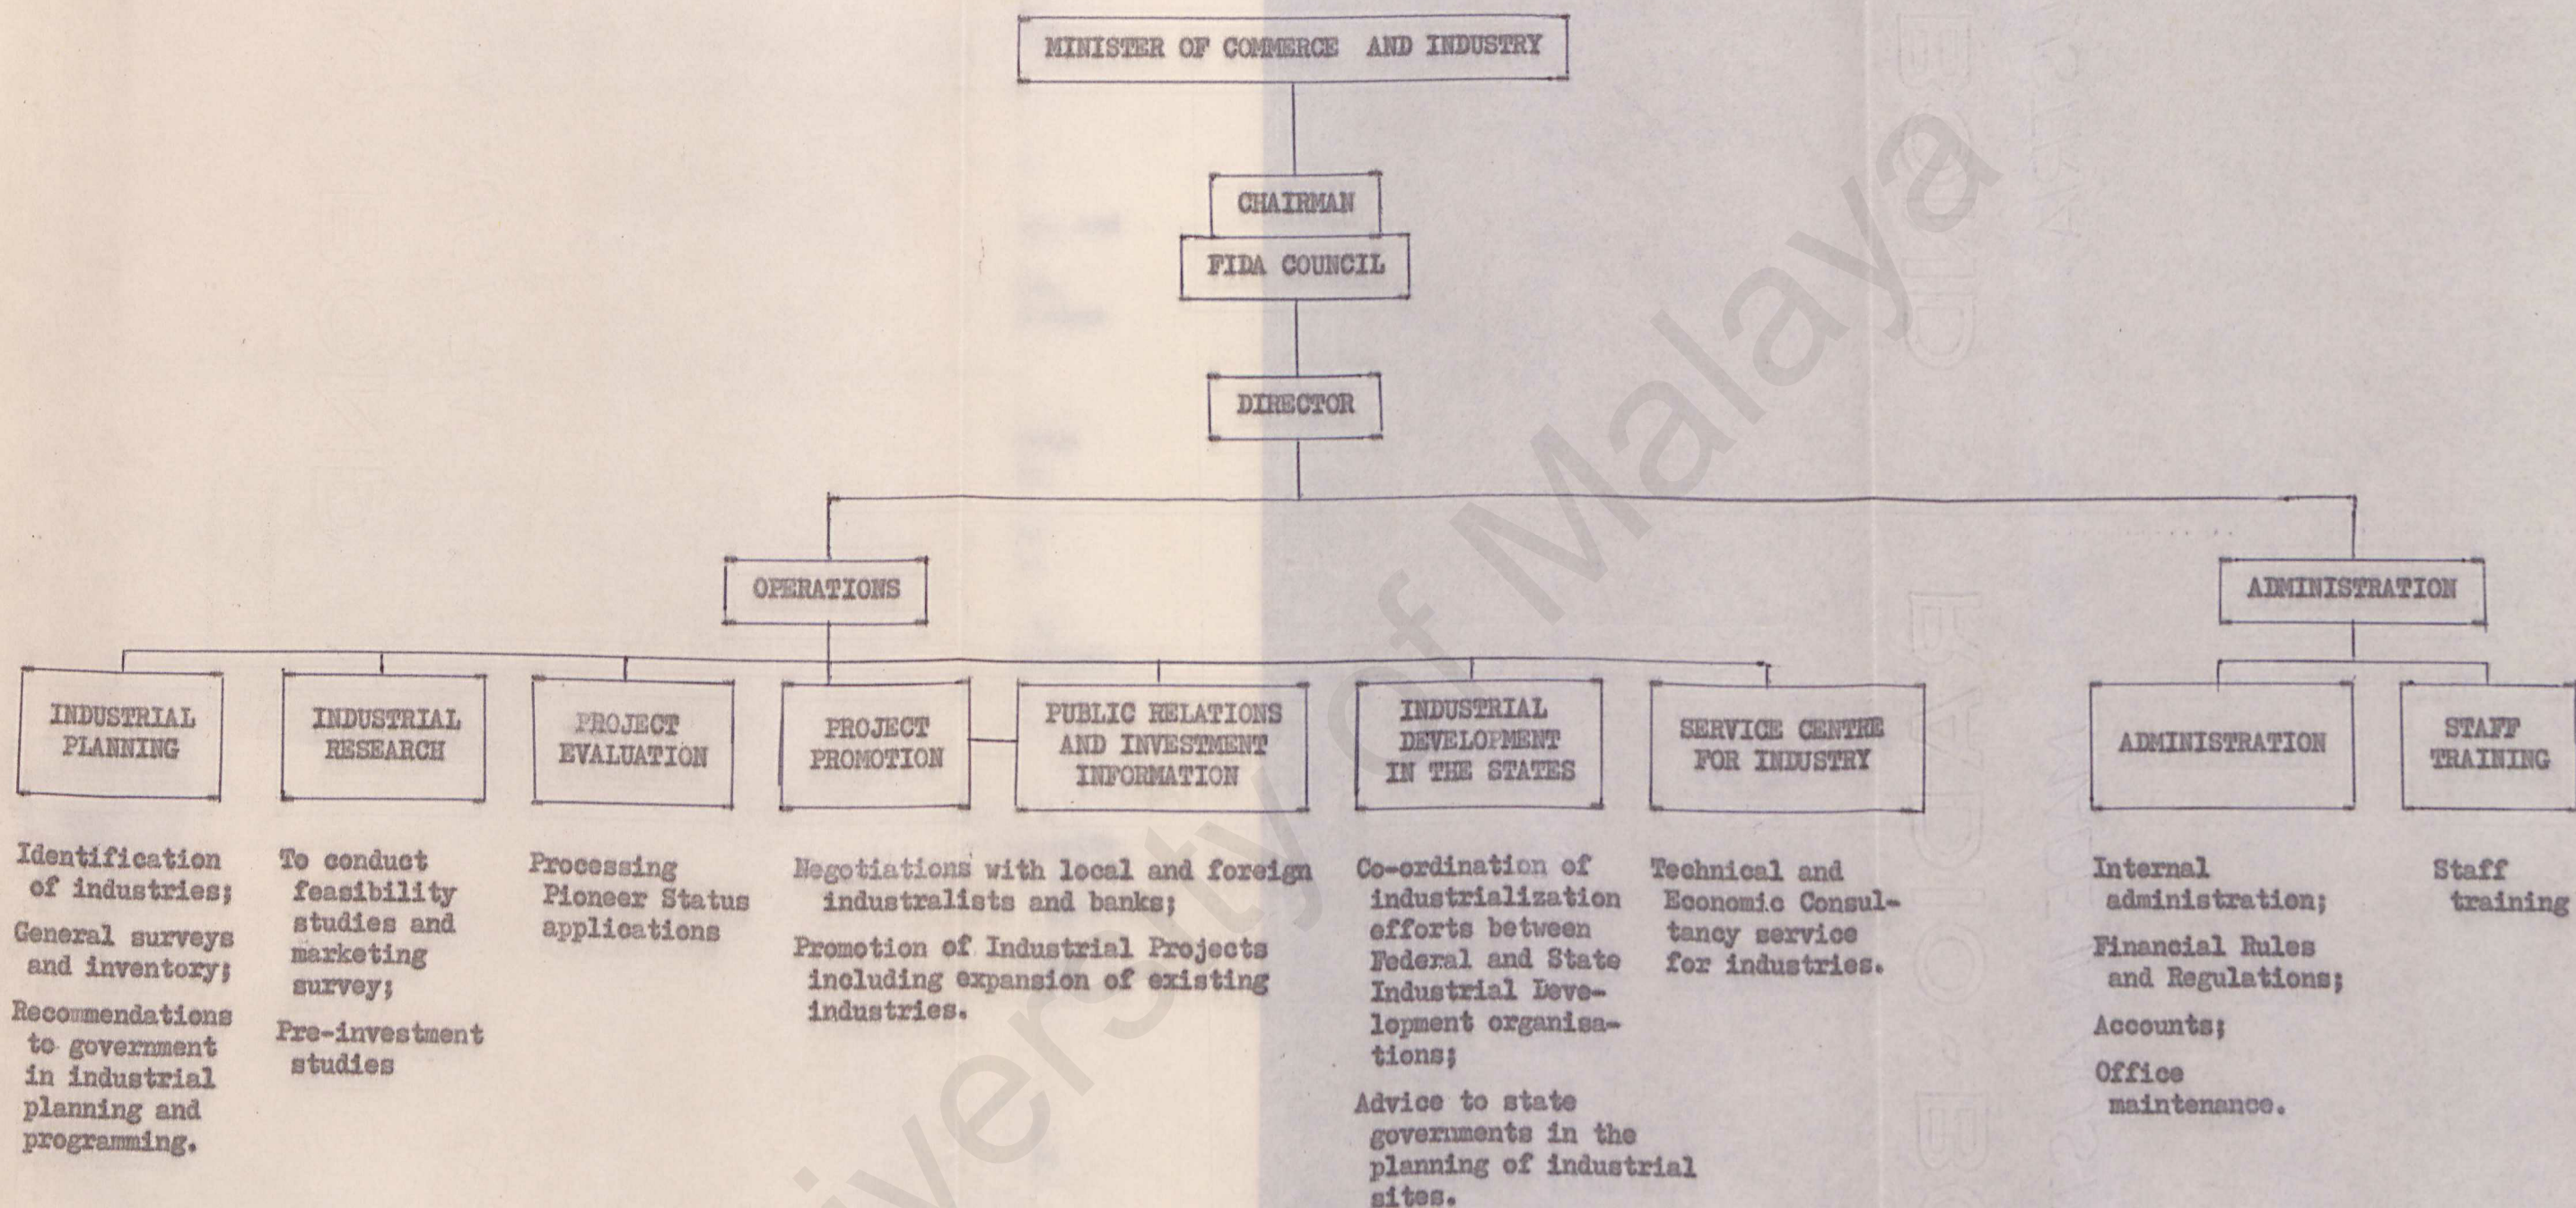 MINISTER OF COMMERCE AND INDUSTRY
CHAIRMAN
FIDA COUNCIL
DIRECTOR
OPERATIONS
ADMINISTRATION
INDUSTRIAL
PLANNING
INDUSTRIAL
RESEARCH
PROJECT
EVALUATION
PROJECT
PROMOTION
PUBLIC RELATIONS
AND INVESTMENT
INFORMATION
INDUSTRIAL
DEVELOPMENT
IN THE STATES
SERVICE CENTRE
FOR INDUSTRY
ADMINISTRATION
STAFF
TRAINING
Identification
of industries;
General surveys
and inventory;
Recommendations
to government
in industrial
planning and
programming.
To conduct
feasibility
studies and
marketing
survey;
Pre-investment
studies
Processing
Pioneer Status
applications
Negotiations with local and foreign
industralists and banks;
Promotion of Industrial Projects
including expansion of existing
industries.
Co-ordination of
industrialization
efforts between
Federal and State
Industrial Deve-
lopment organisa-
tions;
Advice to state
governments in the
planning of industrial
sites.
Technical and
Economic Consul-
tancy service
for industries.
Internal
administration;
Financial Rules
and Regulations;
Accounts;
Office
maintenance.
Staff
training
iversity of Malaya